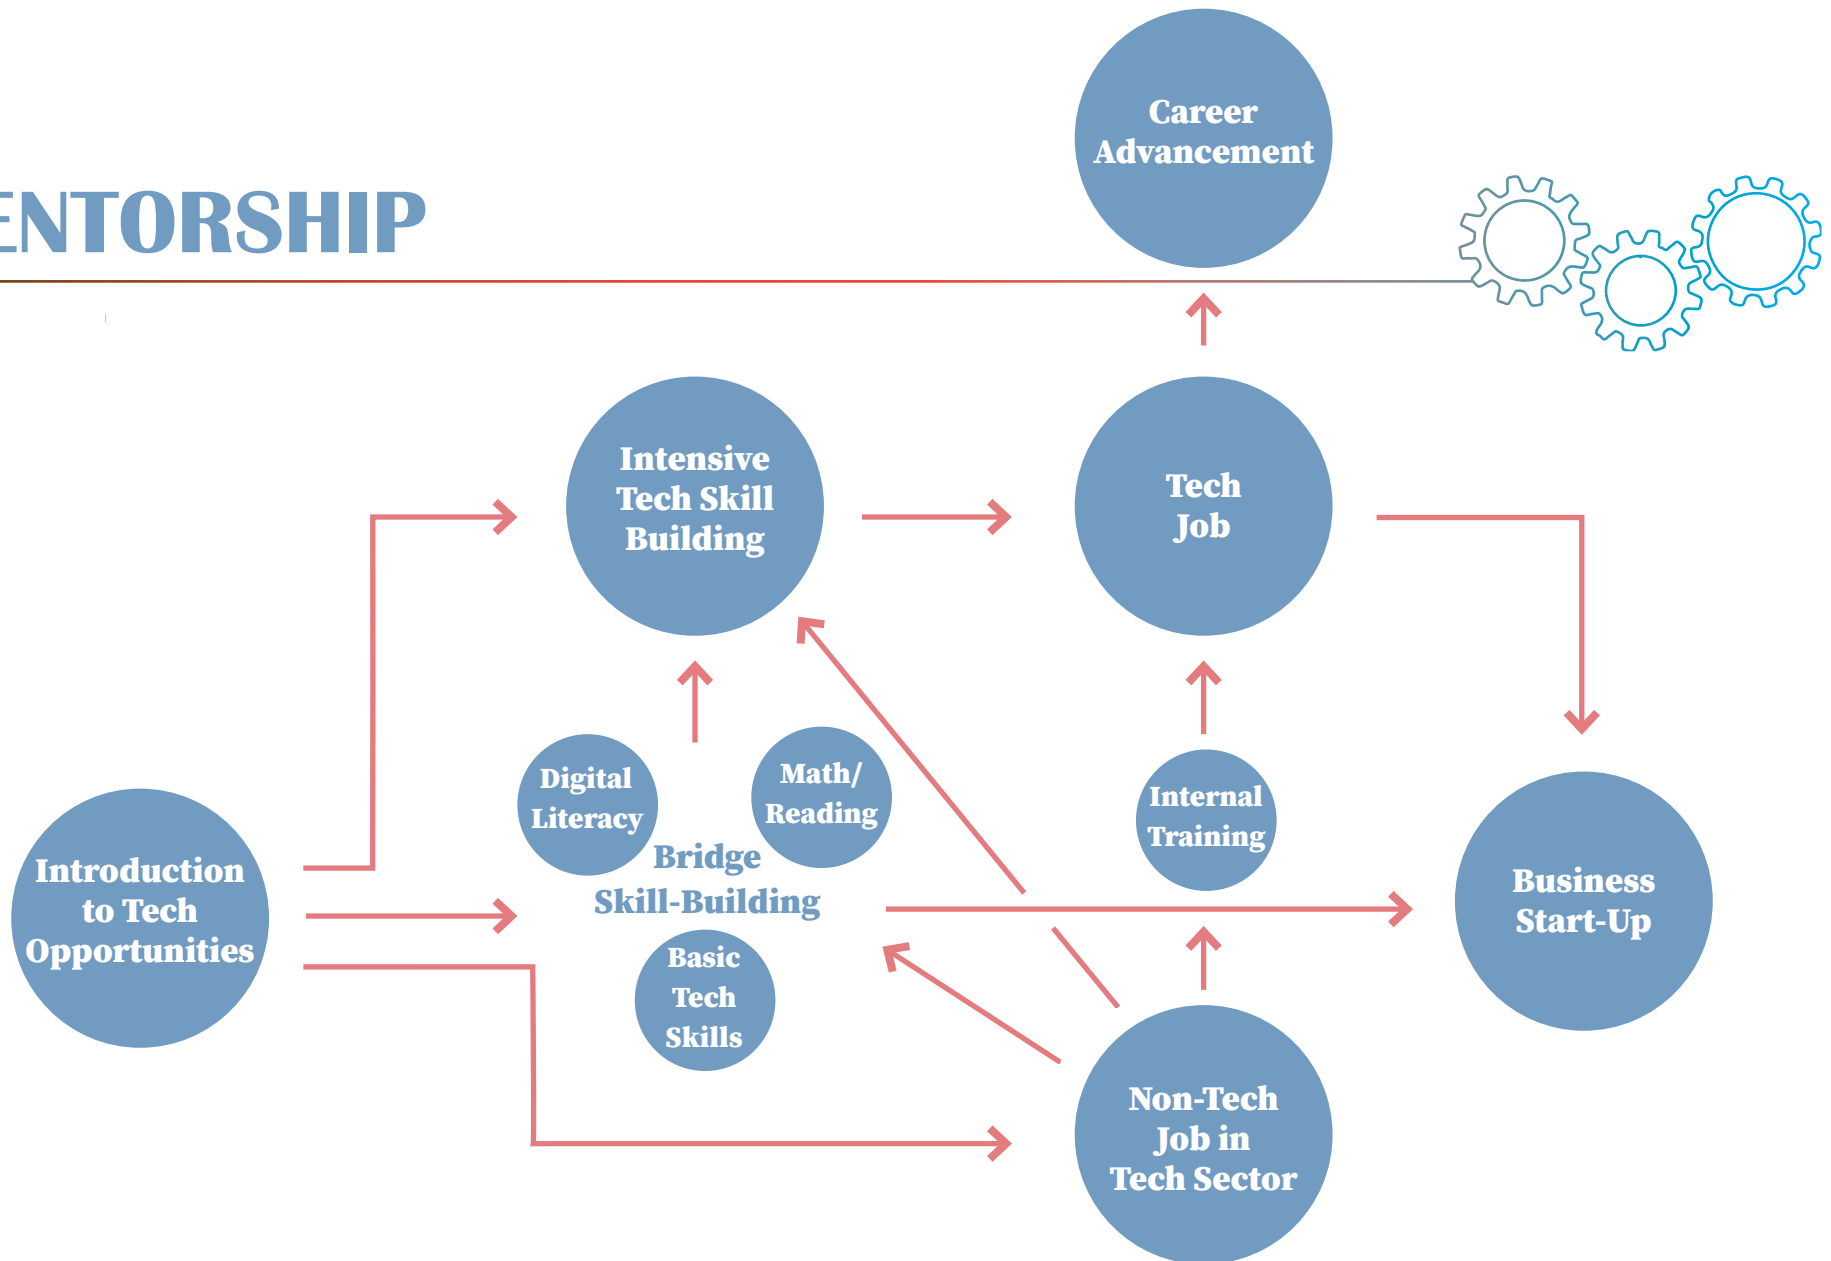 Career
Advancement
ENTORSHIP
Intensive
Tech Skill
Building
Tech
Job
Digital
Literacy
Math/
Reading
Internal
Training
Bridge
Skill-Building
Introduction
to Tech
Opportunities
Business
Start-Up
Basic
Tech
Skills
Non-Tech
Job in
Tech Sector